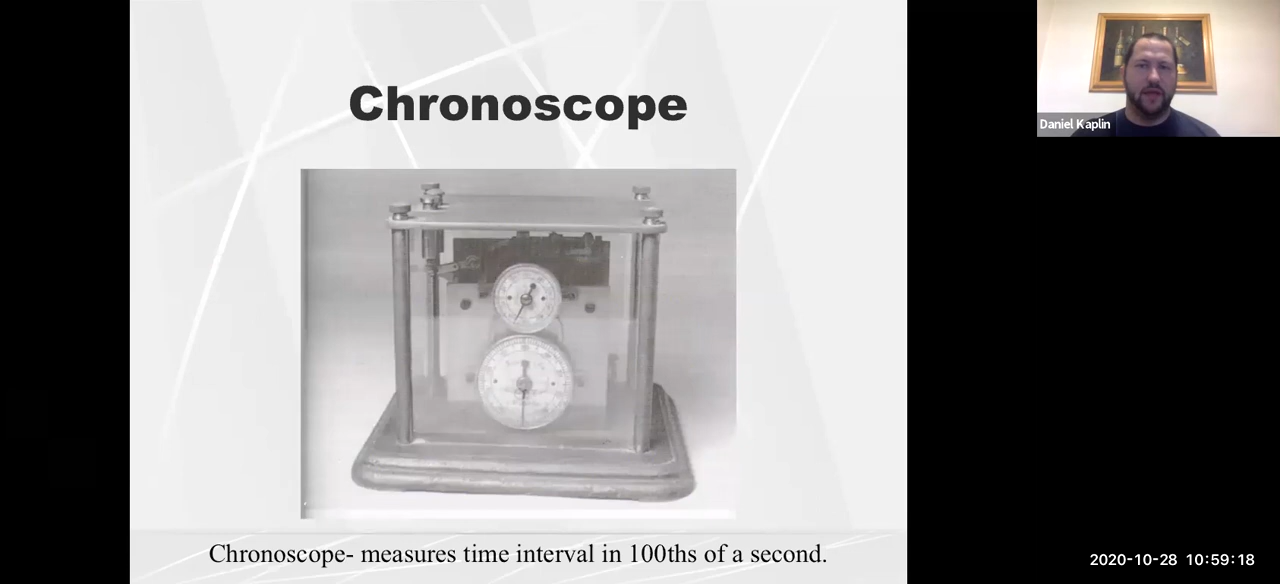 Chronoscope
Daniel Kaplin
Chronoscope- measures time interval in 100ths of a second.
2020-10-28 10:59:18